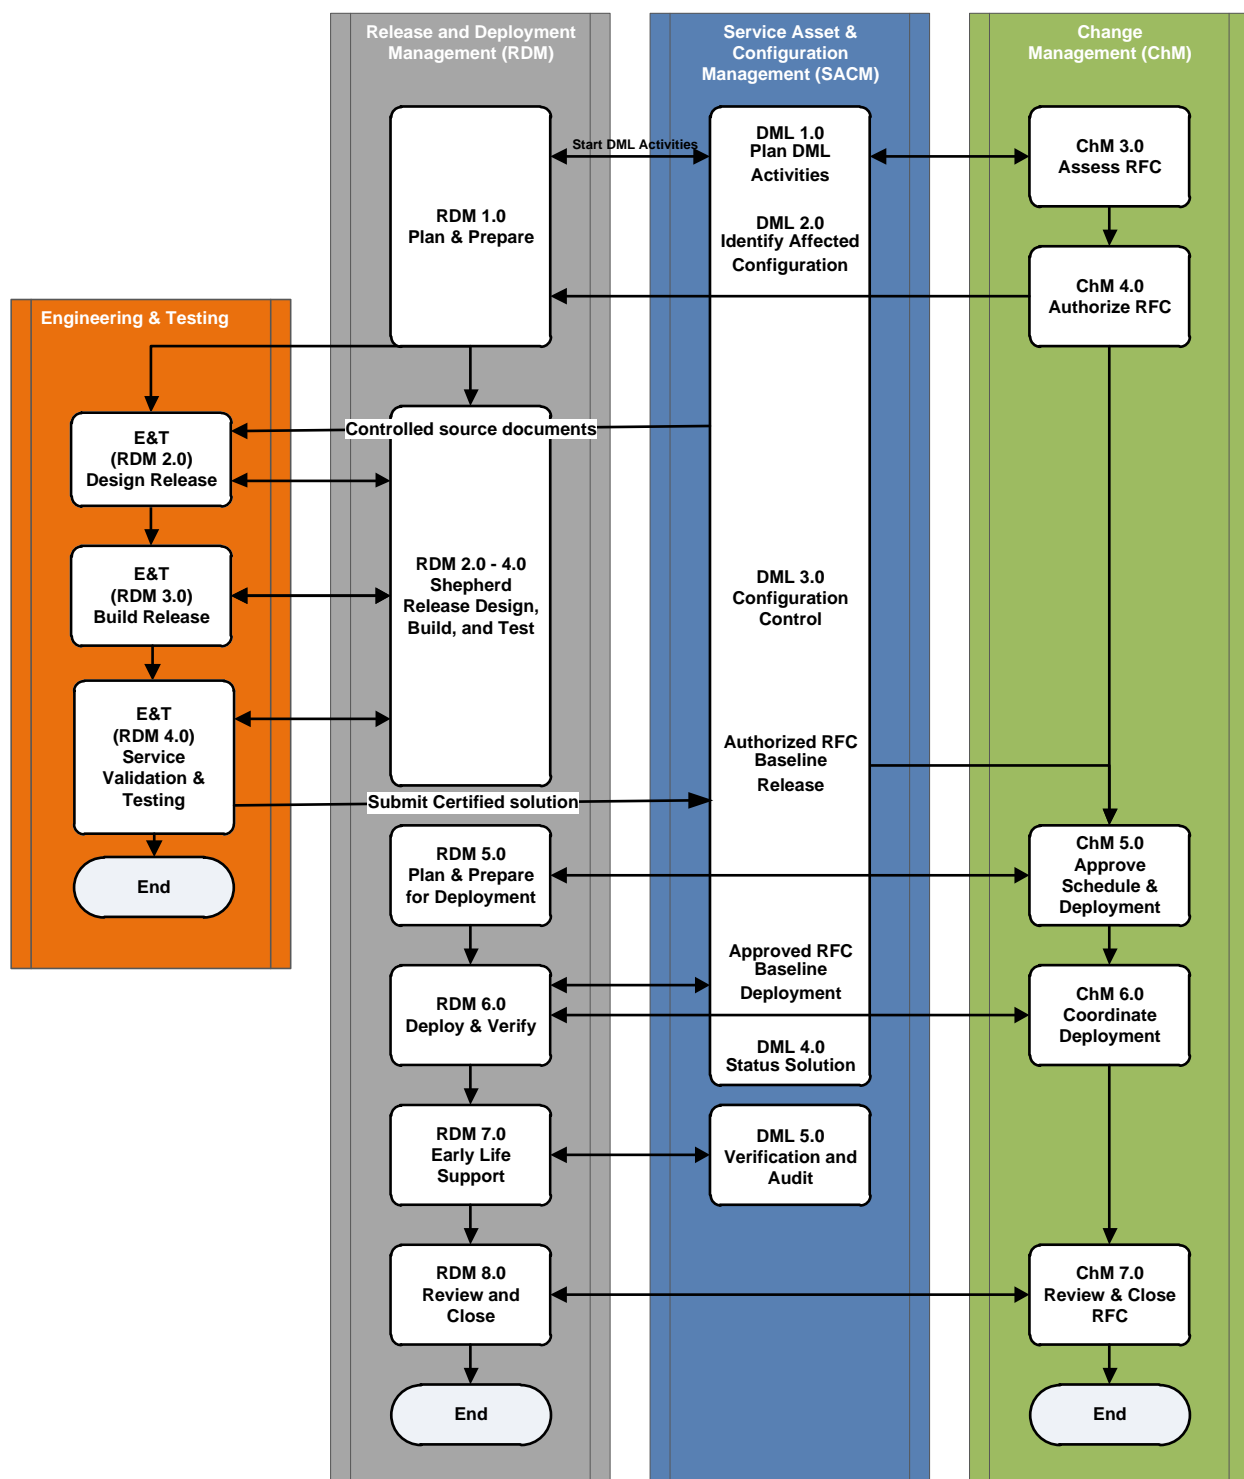 Release and Deployment
Management (RDM)
Service Asset &
Configuration
Management (SACM)
Change
Management (ChM)
Engineering & Testing
RDM 1.0
Plan & Prepare
Start DML Activities
DML 1.0
Plan DML
Activities
DML 2.0
Identify Affected
Configuration
ChM 3.0
Assess RFC
ChM 4.0
Authorize RFC
Controlled source documents
E&T
(RDM 2.0)
Design Release
E&T
(RDM 3.0)
Build Release
E&T
(RDM 4.0)
Service
Validation &
Testing
End
RDM 2.0 - 4.0
Shepherd
Release Design,
Build, and Test
DML 3.0
Configuration
Control
Authorized RFC
Baseline
Release
Submit Certified solution
RDM 5.0
Plan & Prepare
for Deployment
ChM 5.0
Approve
Schedule &
Deployment
Approved RFC
Baseline
Deployment
RDM 6.0
Deploy & Verify
ChM 6.0
Coordinate
Deployment
DML 4.0
Status Solution
RDM 7.0
Early Life
Support
DML 5.0
Verification and
Audit
RDM 8.0
Review and
Close
ChM 7.0
Review & Close
RFC
End
End